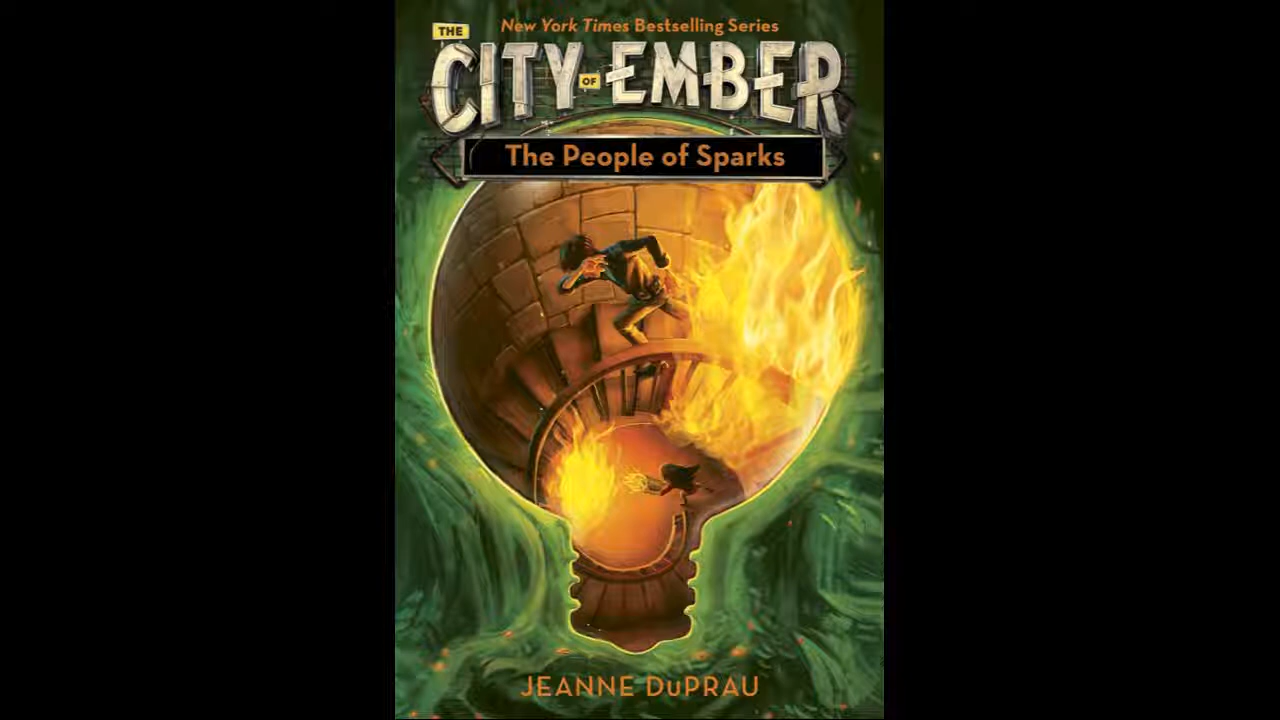 New York Times Bestselling Series
THE
CITY OF EMBER
The People of Sparks
JEANNE DuPRAU